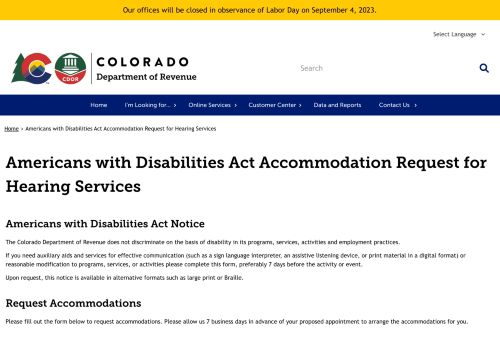 Our offices will be closed in observance of Labor Day on September 4, 2023.
Select Language
COLORADO
Department of Revenue
CDOR
Search
Home
I'm Looking for...
Online Services
Customer Center
Data and Reports
Contact Us
Home › Americans with Disabilities Act Accommodation Request for Hearing Services
Americans with Disabilities Act Accommodation Request for
Hearing Services
Americans with Disabilities Act Notice
The Colorado Department of Revenue does not discriminate on the basis of disability in its programs, services, activities and employment practices.
If you need auxiliary aids and services for effective communication (such as a sign language interpreter, an assistive listening device, or print material in a digital format) or
reasonable modification to programs, services, or activities please complete this form, preferably 7 days before the activity or event.
Upon request, this notice is available in alternative formats such as large print or Braille.
Request Accommodations
Please fill out the form below to request accommodations. Please allow us 7 business days in advance of your proposed appointment to arrange the accommodations for you.